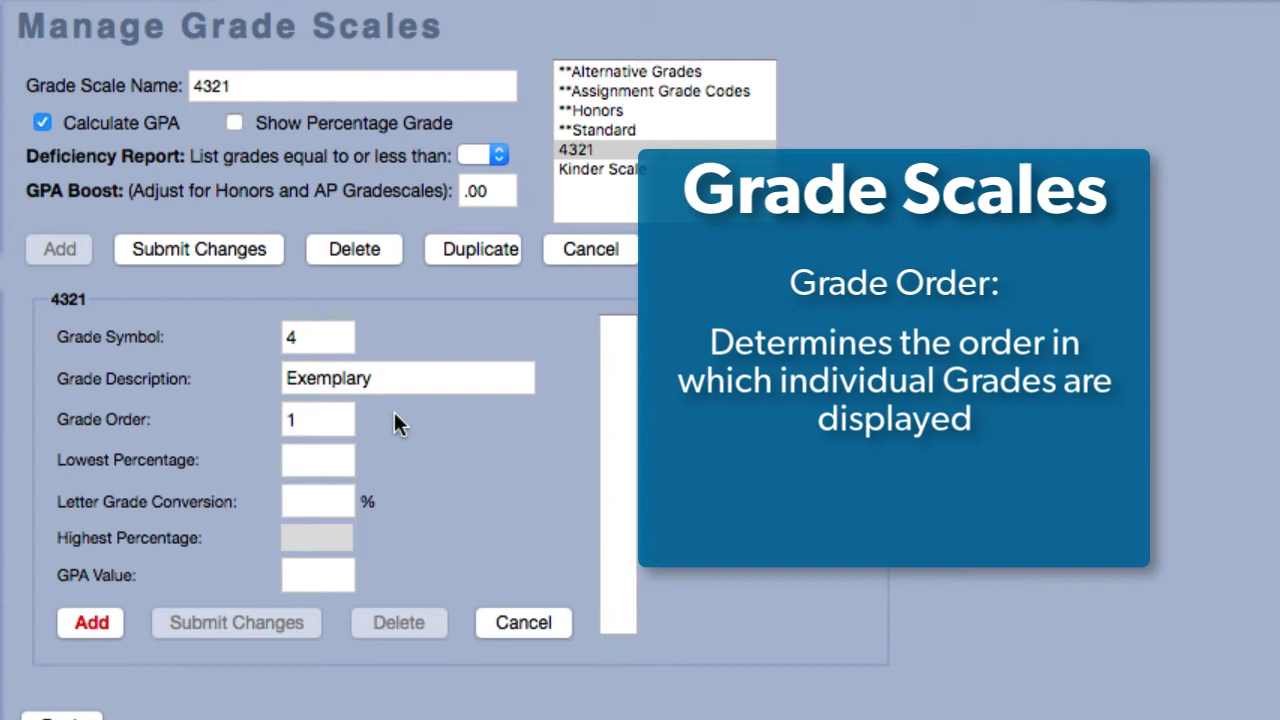 Manage Grade Scales
Grade Scale Name: 4321
Calculate GPA Show Percentage Grade
Deficiency Report: List grades equal to or less than:
GPA Boost: (Adjust for Honors and AP Gradescales): .00
**Alternative Grades
**Assignment Grade Codes
**Honors
**Standard
4321
Kinder Scale
Add Submit Changes Delete Duplicate Cancel
4321
Grade Symbol: 4
Grade Description: Exemplary
Grade Order: 1
Lowest Percentage:
Letter Grade Conversion: %
Highest Percentage:
GPA Value:
Add Submit Changes Delete Cancel
Grade Scales
Grade Order:
Determines the order in
which individual Grades are
displayed